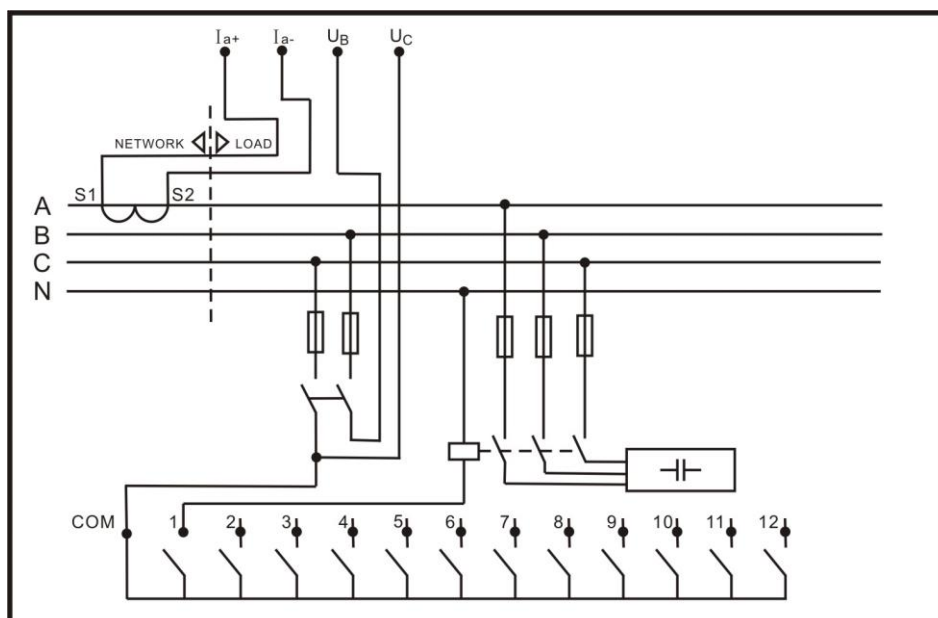 Ia+ Ia- UB UC
NETWORK LOAD
S1 S2
A
B
C
N
COM 1 2 3 4 5 6 7 8 9 10 11 12